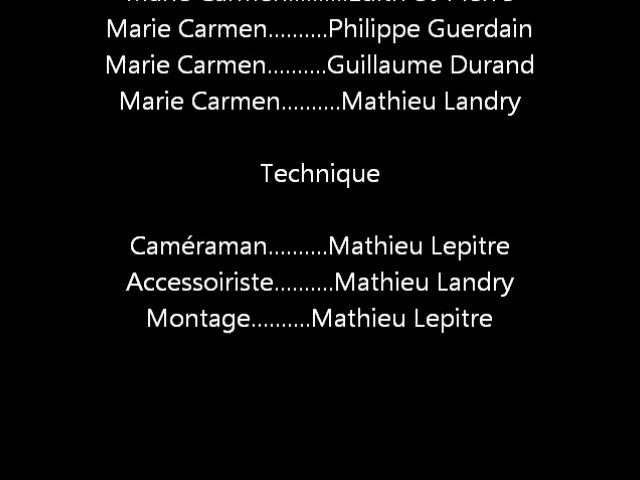 Marie Carmen..........Philippe Guerdain
Marie Carmen..........Guillaume Durand
Marie Carmen..........Mathieu Landry
Technique
Caméraman..........Mathieu Lepitre
Accessoiriste..........Mathieu Landry
Montage..........Mathieu Lepitre